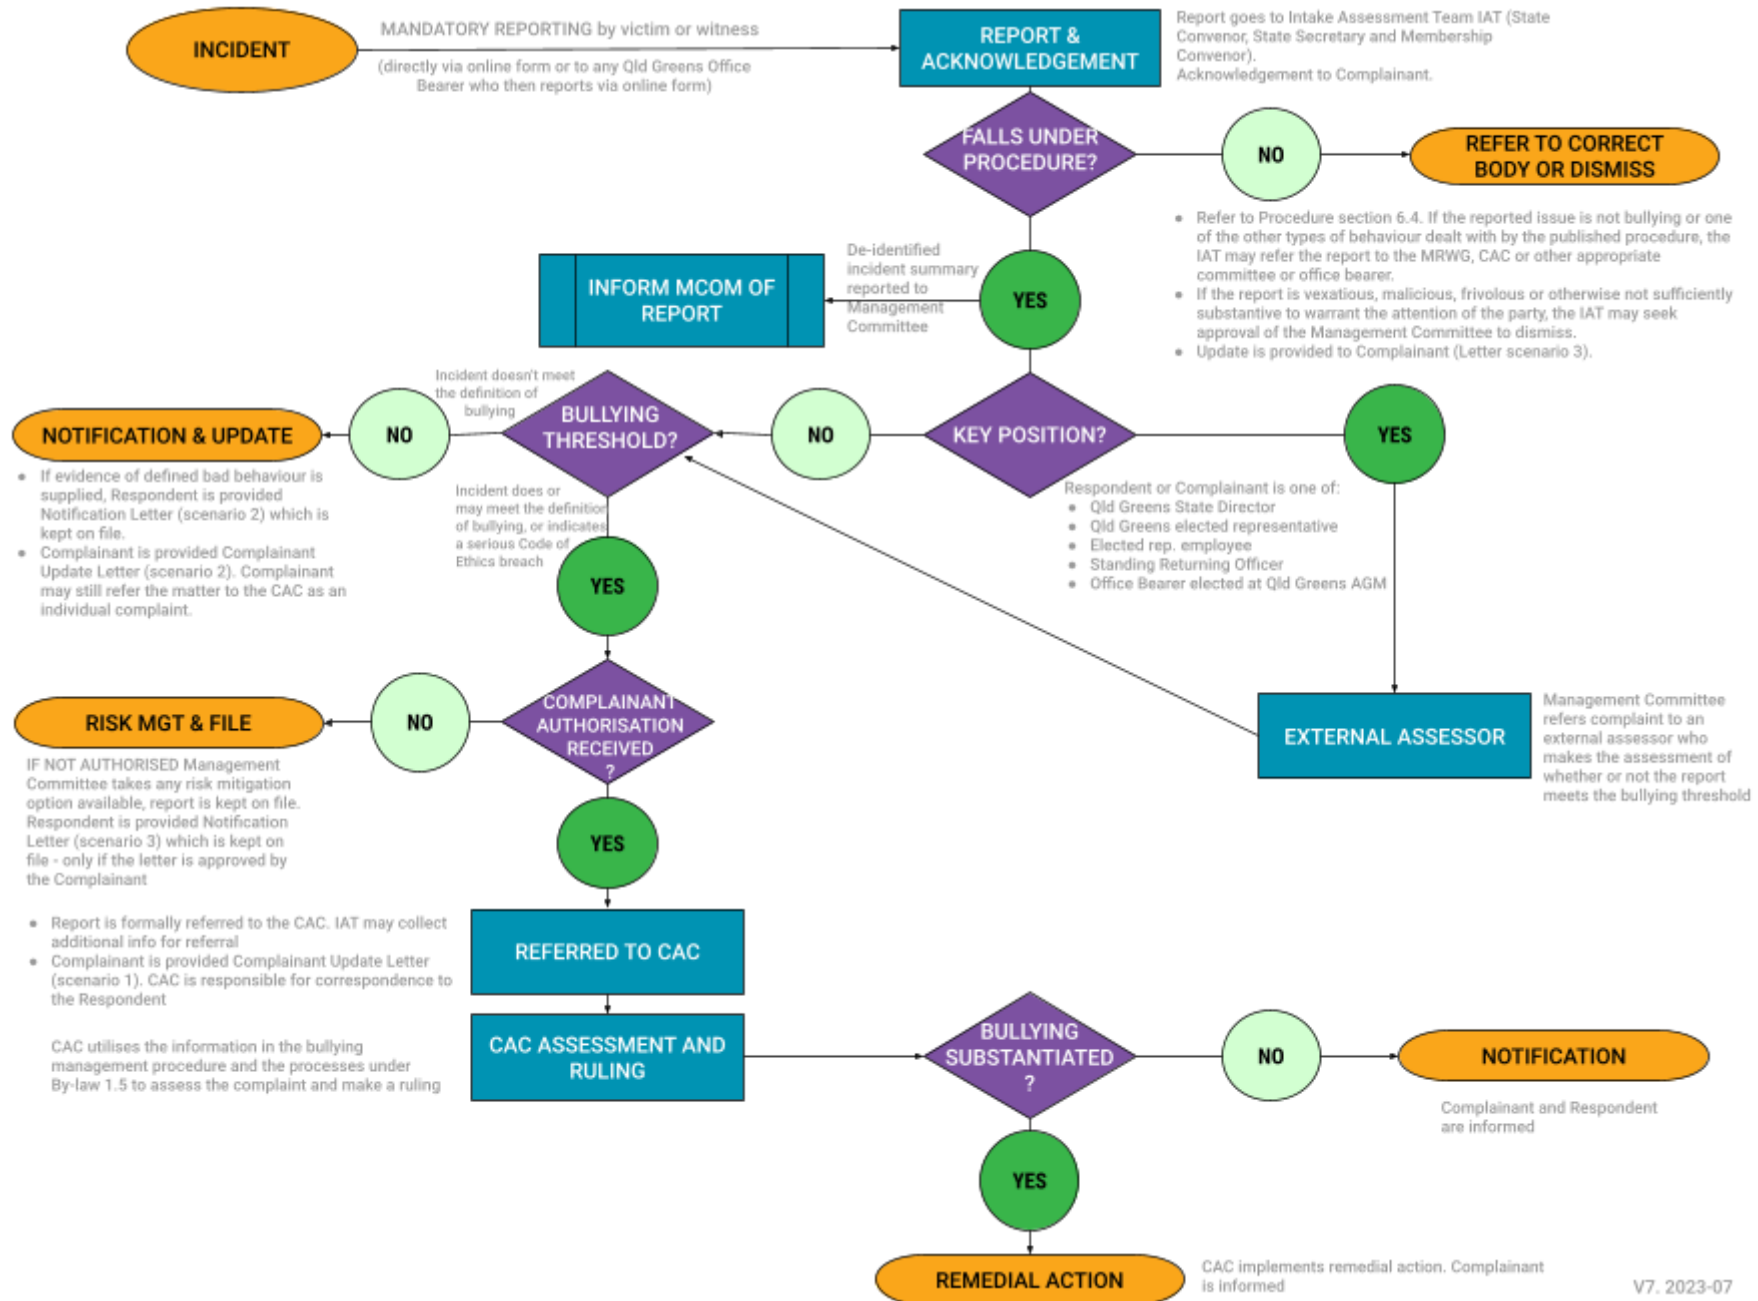 INCIDENT
MANDATORY REPORTING by victim or witness
(directly via online form or to any Qld Greens Office
Bearer who then reports via online form)
REPORT &
ACKNOWLEDGEMENT
Report goes to Intake Assessment Team IAT (State
Convenor, State Secretary and Membership
Convenor).
Acknowledgement to Complainant.
FALLS UNDER
PROCEDURE?
NO
REFER TO CORRECT
BODY OR DISMISS
● Refer to Procedure section 6.4. If the reported issue is not bullying or one
of the other types of behaviour dealt with by the published procedure, the
IAT may refer the report to the MRWG, CAC or other appropriate
committee or office bearer.
● If the report is vexatious, malicious, frivolous or otherwise not sufficiently
substantive to warrant the attention of the party, the IAT may seek
approval of the Management Committee to dismiss.
● Update is provided to Complainant (Letter scenario 3).
YES
De-identified
incident summary
reported to
Management
Committee
INFORM MCOM OF
REPORT
KEY POSITION?
YES
NO
Respondent or Complainant is one of:
● Qld Greens State Director
● Qld Greens elected representative
● Elected rep. employee
● Standing Returning Officer
● Office Bearer elected at Qld Greens AGM
EXTERNAL ASSESSOR
Management Committee
refers complaint to an
external assessor who
makes the assessment of
whether or not the report
meets the bullying threshold
BULLYING
THRESHOLD?
Incident doesn't meet
the definition of
bullying
NO
NOTIFICATION & UPDATE
● If evidence of defined bad behaviour is
supplied, Respondent is provided
Notification Letter (scenario 2) which is
kept on file.
● Complainant is provided Complainant
Update Letter (scenario 2). Complainant
may still refer the matter to the CAC as an
individual complaint.
Incident does or
may meet the definition
of bullying, or indicates
a serious Code of
Ethics breach
YES
COMPLAINANT
AUTHORISATION
RECEIVED
?
NO
RISK MGT & FILE
IF NOT AUTHORISED Management
Committee takes any risk mitigation
option available, report is kept on file.
Respondent is provided Notification
Letter (scenario 3) which is kept on
file - only if the letter is approved by
the Complainant
YES
REFERRED TO CAC
● Report is formally referred to the CAC. IAT may collect
additional info for referral
● Complainant is provided Complainant Update Letter
(scenario 1). CAC is responsible for correspondence to
the Respondent
CAC ASSESSMENT AND
RULING
CAC utilises the information in the bullying
management procedure and the processes under
By-law 1.5 to assess the complaint and make a ruling
BULLYING
SUBSTANTIATED
?
NO
NOTIFICATION
Complainant and Respondent
are informed
YES
REMEDIAL ACTION
CAC implements remedial action. Complainant
is informed
V7. 2023-07